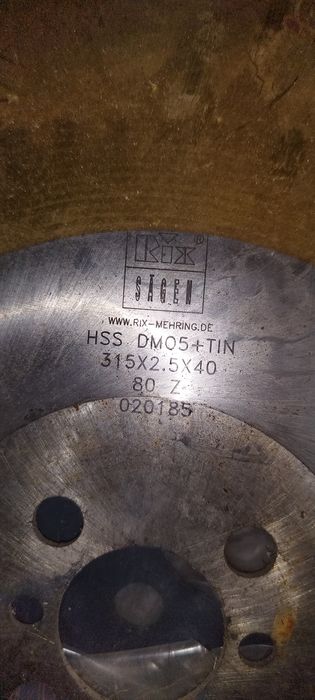 RIX ®
SÄGEN
WWW.RIX-MEHRING.DE
HSS DMO5+TIN
315X2.5X40
80 Z
020185